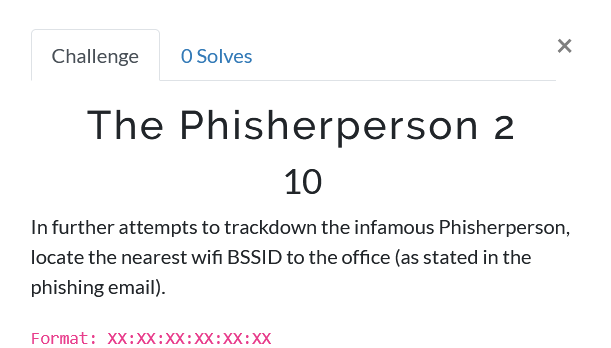 Challenge
0 Solves
×
The Phisherperson 2
10
In further attempts to trackdown the infamous Phisherperson,
locate the nearest wifi BSSID to the office (as stated in the
phishing email).
Format: XX:XX:XX:XX:XX:XX